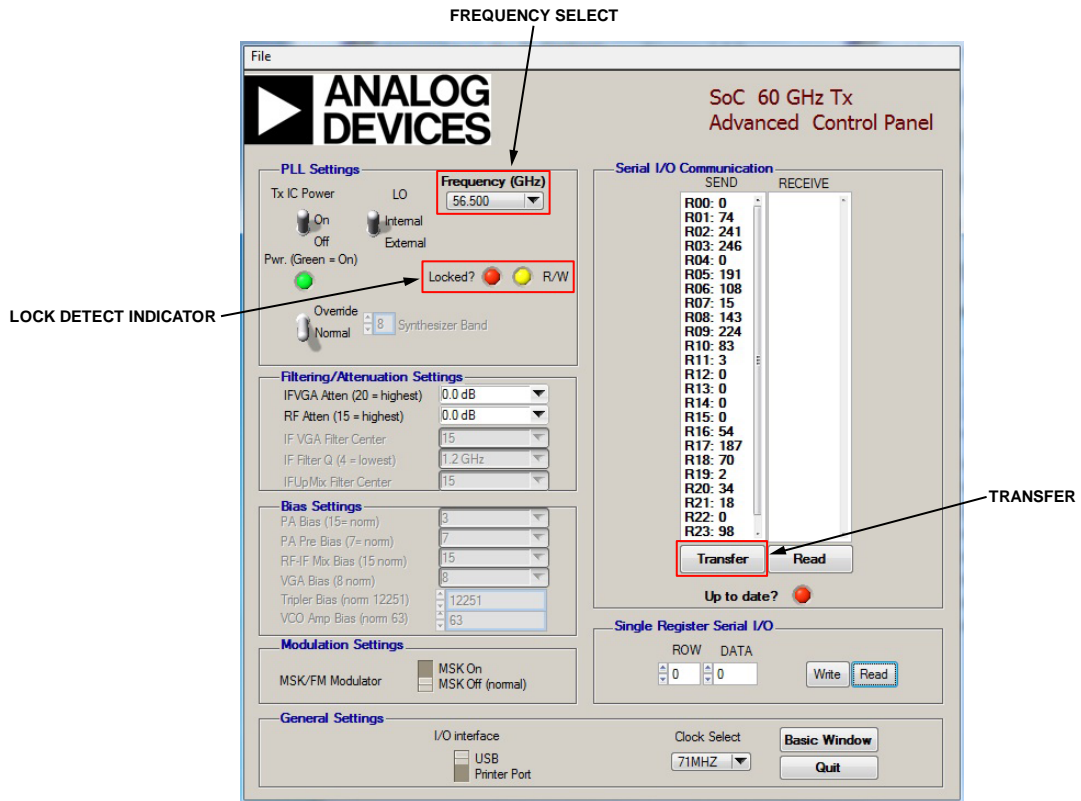 FREQUENCY SELECT
File
ANALOG
DEVICES
SoC 60 GHz Tx
Advanced Control Panel
PLL Settings
Tx IC Power
LO
Frequency (GHz)
56.500
On
Off
Internal
External
Pwr. (Green = On)
Locked?
R/W
LOCK DETECT INDICATOR
Override
Normal
8
Synthesizer Band
Filtering/Attenuation Settings
IFVGA Atten (20 = highest) 0.0 dB
RF Atten (15 = highest) 0.0 dB
IF VGA Filter Center 15
IF Filter Q (4 = lowest) 1.2 GHz
IFUpMix Filter Center 15
Bias Settings
PA Bias (15= norm) 3
PA Pre Bias (7= norm) 7
RF-IF Mix Bias (15 norm) 15
VGA Bias (8 norm) 8
Tripler Bias (norm 12251) 12251
VCO Amp Bias (norm 63) 63
Modulation Settings
MSK/FM Modulator
MSK On
MSK Off (normal)
Serial I/O Communication
SEND RECEIVE
R00: 0
R01: 74
R02: 241
R03: 246
R04: 0
R05: 191
R06: 108
R07: 15
R08: 143
R09: 224
R10: 83
R11: 3
R12: 0
R13: 0
R14: 0
R15: 0
R16: 54
R17: 187
R18: 70
R19: 2
R20: 34
R21: 18
R22: 0
R23: 98
TRANSFER
Transfer Read
Up to date?
Single Register Serial I/O
ROW DATA
0 0 Write Read
General Settings
I/O interface
USB
Printer Port
Clock Select
71MHZ
Basic Window
Quit